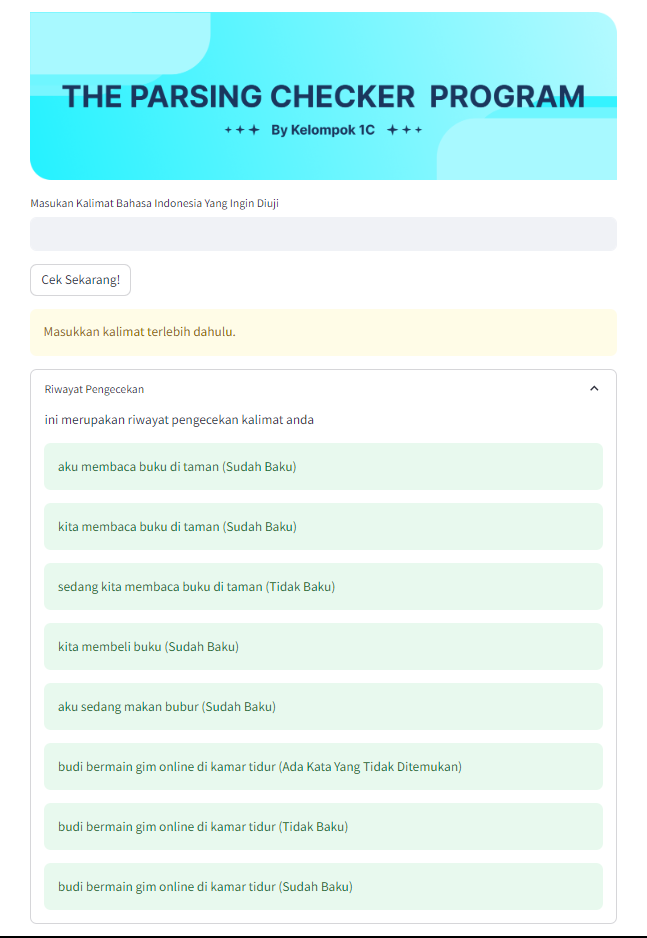 THE PARSING CHECKER PROGRAM
By Kelompok 1C
Masukan Kalimat Bahasa Indonesia Yang Ingin Diuji
Cek Sekarang!
Masukkan kalimat terlebih dahulu.
Riwayat Pengecekan
ini merupakan riwayat pengecekan kalimat anda
aku membaca buku di taman (Sudah Baku)
kita membaca buku di taman (Sudah Baku)
sedang kita membaca buku di taman (Tidak Baku)
kita membeli buku (Sudah Baku)
aku sedang makan bubur (Sudah Baku)
budi bermain gim online di kamar tidur (Ada Kata Yang Tidak Ditemukan)
budi bermain gim online di kamar tidur (Tidak Baku)
budi bermain gim online di kamar tidur (Sudah Baku)